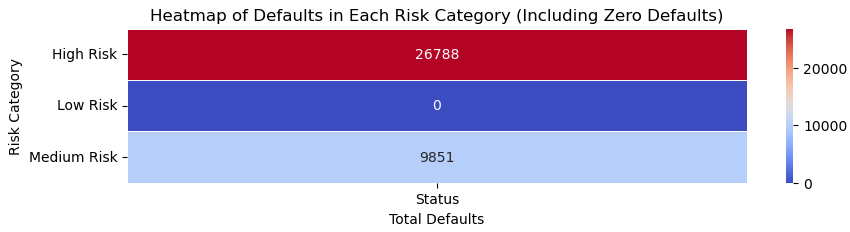 Heatmap of Defaults in Each Risk Category (Including Zero Defaults)
Risk Category
High Risk
26788
Low Risk
0
Medium Risk
9851
Status
Total Defaults
20000
10000
0